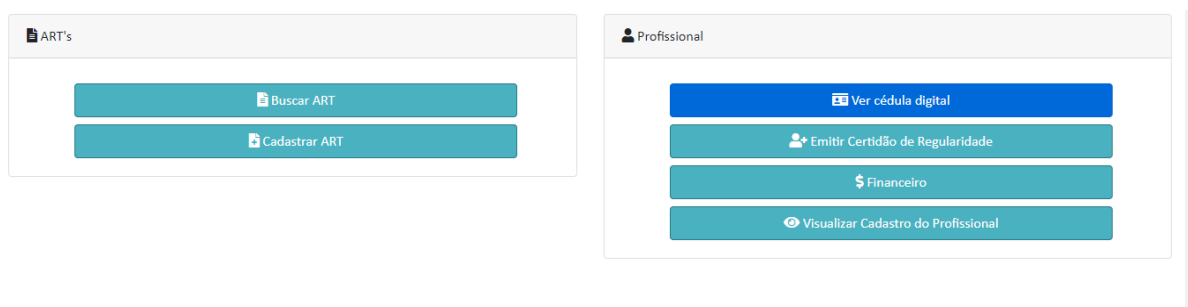 ART's
Buscar ART
Cadastrar ART
Profissional
Ver cédula digital
Emitir Certidão de Regularidade
Financeiro
Visualizar Cadastro do Profissional